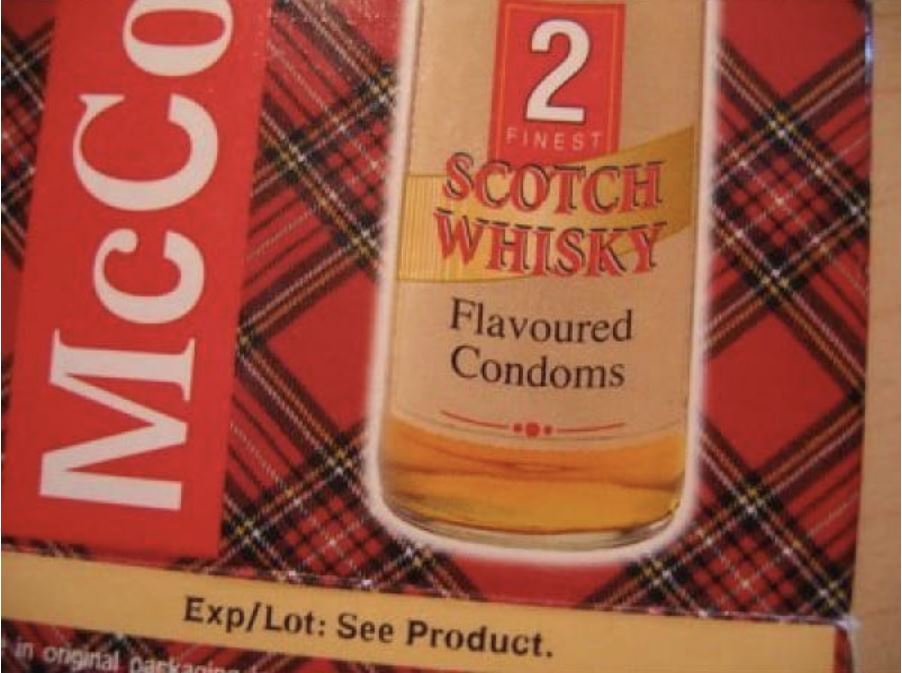 McCo
2
FINEST
SCOTCH
WHISKY
Flavoured
Condoms
Exp/Lot: See Product.
in original packaging